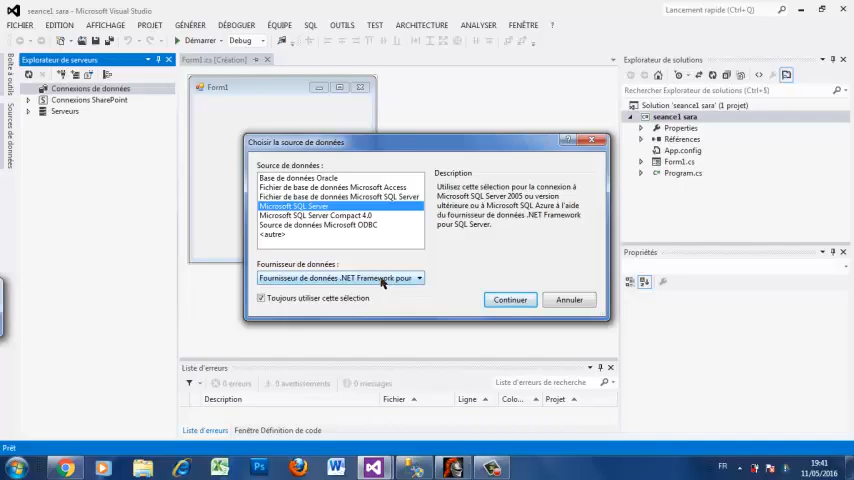 seance1 sara - Microsoft Visual Studio
Lancement rapide (Ctrl+Q)
FICHIER EDITION AFFICHAGE PROJET GÉNÉRER DÉBOGUER ÉQUIPE SQL OUTILS TEST ARCHITECTURE ANALYSER FENÊTRE ?
Démarrer Debug
Boîte à outils
Sources de données
Explorateur de serveurs
Connexions de données
Connexions SharePoint
Serveurs
Form1.cs [Création]
Form1
Choisir la source de données
Source de données :
Base de données Oracle
Fichier de base de données Microsoft Access
Fichier de base de données Microsoft SQL Server
Microsoft SQL Server
Microsoft SQL Server Compact 4.0
Source de données Microsoft ODBC
<autre>
Description
Utilisez cette sélection pour la connexion à
Microsoft SQL Server 2005 ou version
ultérieure ou à Microsoft SQL Azure à l'aide
du fournisseur de données .NET Framework
pour SQL Server.
Fournisseur de données :
Fournisseur de données .NET Framework pour
Toujours utiliser cette sélection
Continuer
Annuler
Explorateur de solutions
Rechercher Explorateur de solutions (Ctrl+$)
Solution 'seance1 sara' (1 projet)
seance1 sara
Properties
Références
App.config
Form1.cs
Program.cs
Propriétés
Liste d'erreurs
0 erreurs 0 avertissements 0 messages
Liste d'erreurs de recherche
Description Fichier Ligne Colo... Projet
Liste d'erreurs Fenêtre Définition de code
Prêt
FR
19:41
11/05/2016